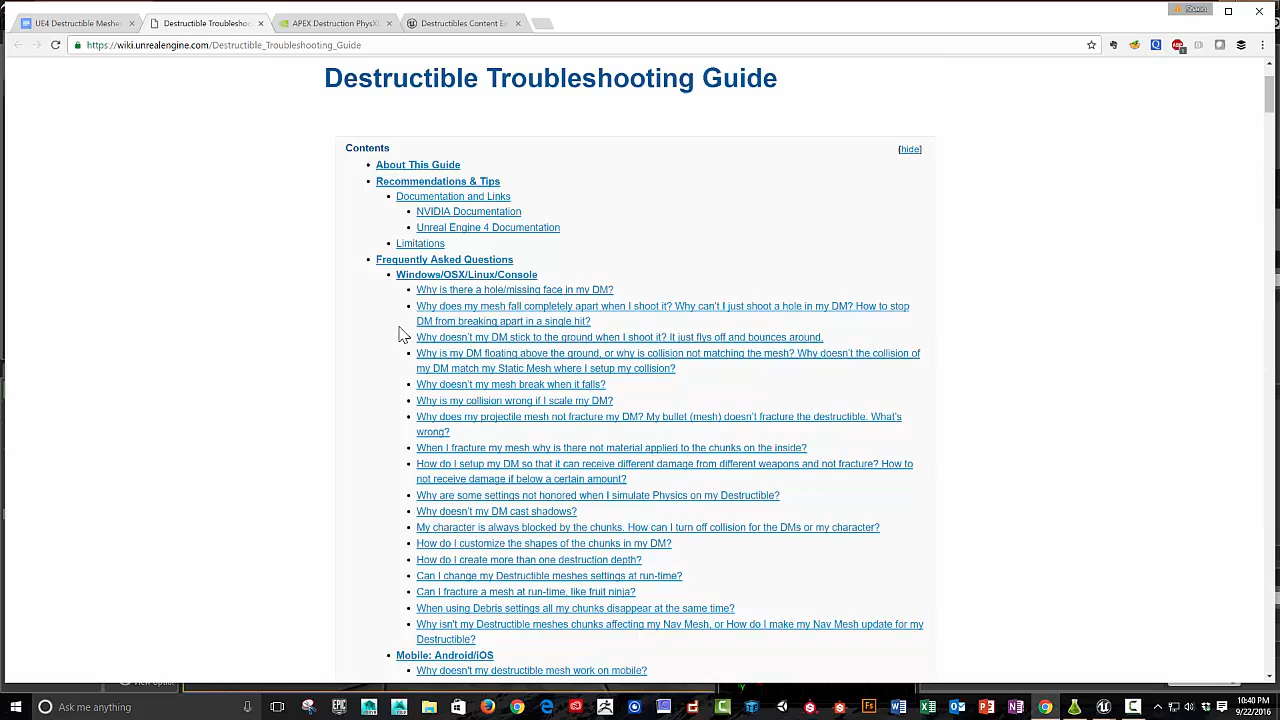 UE4 Destructible Meshes
Destructible Troubleshoo
APEX Destruction PhysX
Destructibles Content Ex
https://wiki.unrealengine.com/Destructible_Troubleshooting_Guide
Destructible Troubleshooting Guide
Contents
[hide]
About This Guide
Recommendations & Tips
Documentation and Links
NVIDIA Documentation
Unreal Engine 4 Documentation
Limitations
Frequently Asked Questions
Windows/OSX/Linux/Console
Why is there a hole/missing face in my DM?
Why does my mesh fall completely apart when I shoot it? Why can't I just shoot a hole in my DM? How to stop
DM from breaking apart in a single hit?
Why doesn't my DM stick to the ground when I shoot it? It just flys off and bounces around.
Why is my DM floating above the ground, or why is collision not matching the mesh? Why doesn't the collision of
my DM match my Static Mesh where I setup my collision?
Why doesn't my mesh break when it falls?
Why is my collision wrong if I scale my DM?
Why does my projectile mesh not fracture my DM? My bullet (mesh) doesn't fracture the destructible. What's
wrong?
When I fracture my mesh why is there not material applied to the chunks on the inside?
How do I setup my DM so that it can receive different damage from different weapons and not fracture? How to
not receive damage if below a certain amount?
Why are some settings not honored when I simulate Physics on my Destructible?
Why doesn't my DM cast shadows?
My character is always blocked by the chunks. How can I turn off collision for the DMs or my character?
How do I customize the shapes of the chunks in my DM?
How do I create more than one destruction depth?
Can I change my Destructible meshes settings at run-time?
Can I fracture a mesh at run-time, like fruit ninja?
When using Debris settings all my chunks disappear at the same time?
Why isn't my Destructible meshes chunks affecting my Nav Mesh, or How do I make my Nav Mesh update for my
Destructible?
Mobile: Android/iOS
Why doesn't my destructible mesh work on mobile?
Ask me anything
10:40 PM
9/22/2016